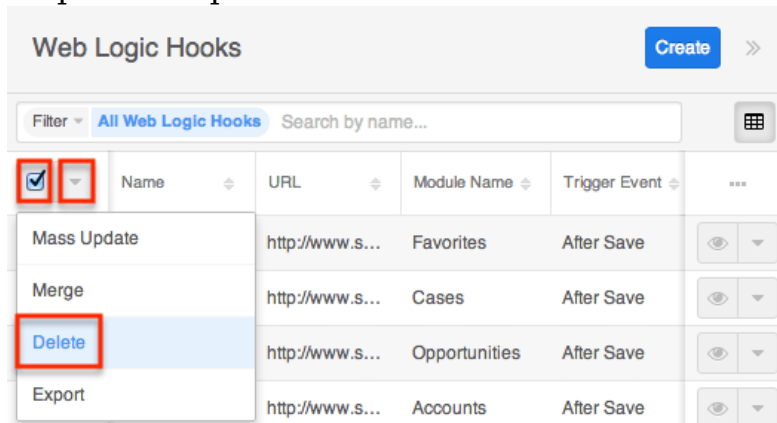 Web Logic Hooks Create
Filter All Web Logic Hooks Search by name...
Name URL Module Name Trigger Event
Mass Update http://www.s... Favorites After Save
Merge http://www.s... Cases After Save
Delete http://www.s... Opportunities After Save
Export http://www.s... Accounts After Save